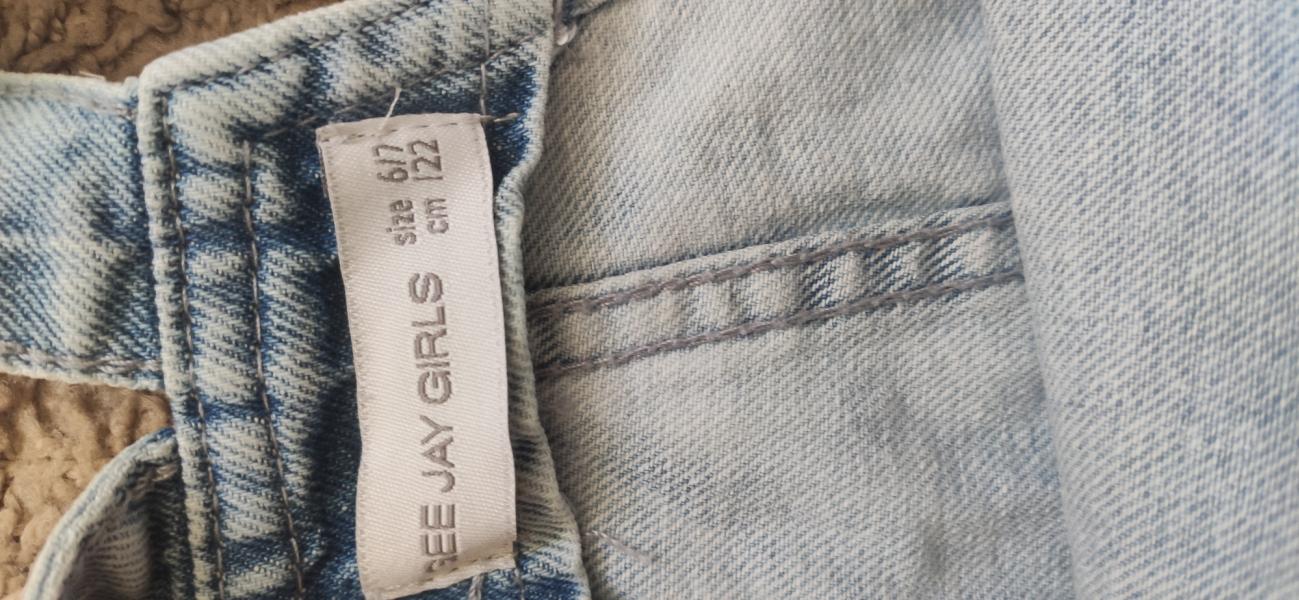 GEE JAY GIRLS
size 6/7
cm 122